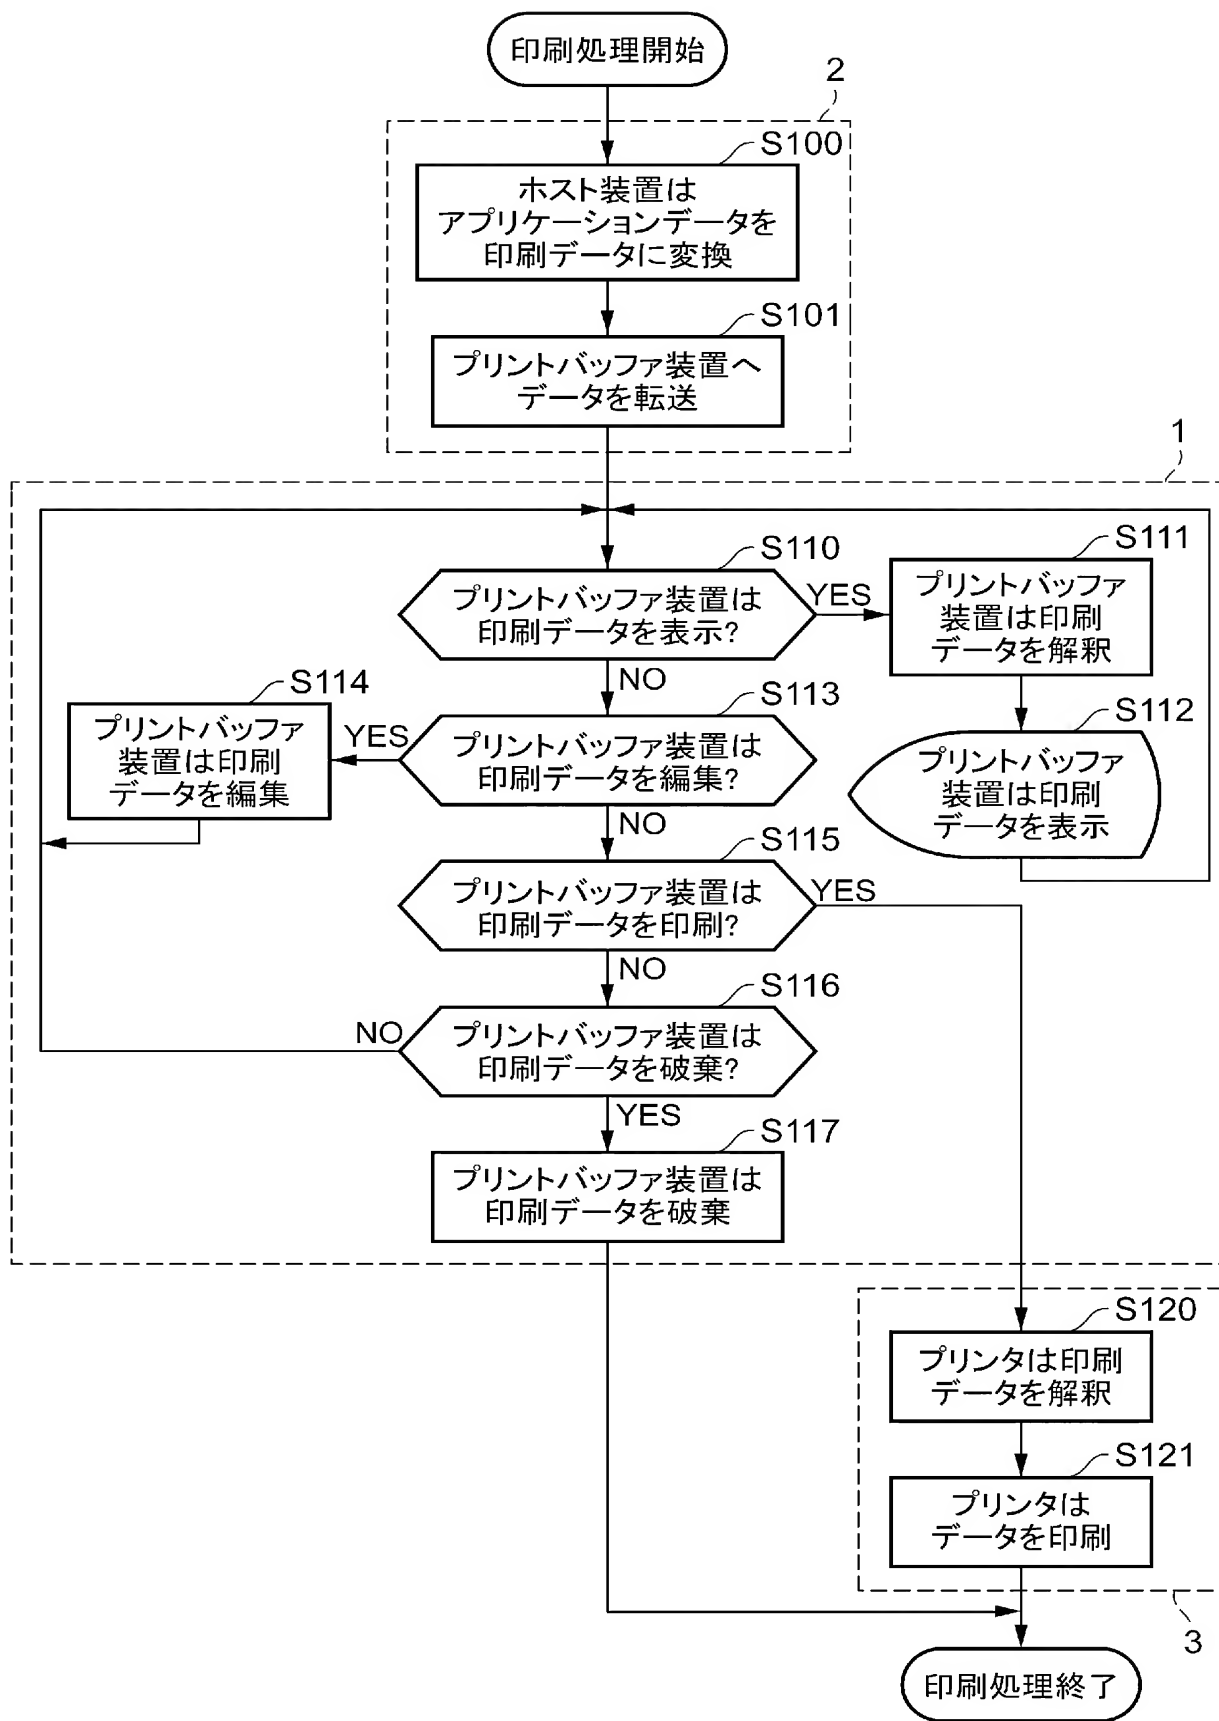 印刷処理開始
2
S100
ホスト装置は
アプリケーションデータを
印刷データに変換
S101
プリントバッファ装置へ
データを転送
1
S110
プリントバッファ装置は
印刷データを表示?
YES
S111
プリントバッファ
装置は印刷
データを解釈
NO
S112
プリントバッファ
装置は印刷
データを表示
S113
プリントバッファ装置は
印刷データを編集?
YES
S114
プリントバッファ
装置は印刷
データを編集
NO
S115
プリントバッファ装置は
印刷データを印刷?
YES
NO
S116
プリントバッファ装置は
印刷データを破棄?
NO
YES
S117
プリントバッファ装置は
印刷データを破棄
S120
プリンタは印刷
データを解釈
S121
プリンタは
データを印刷
3
印刷処理終了